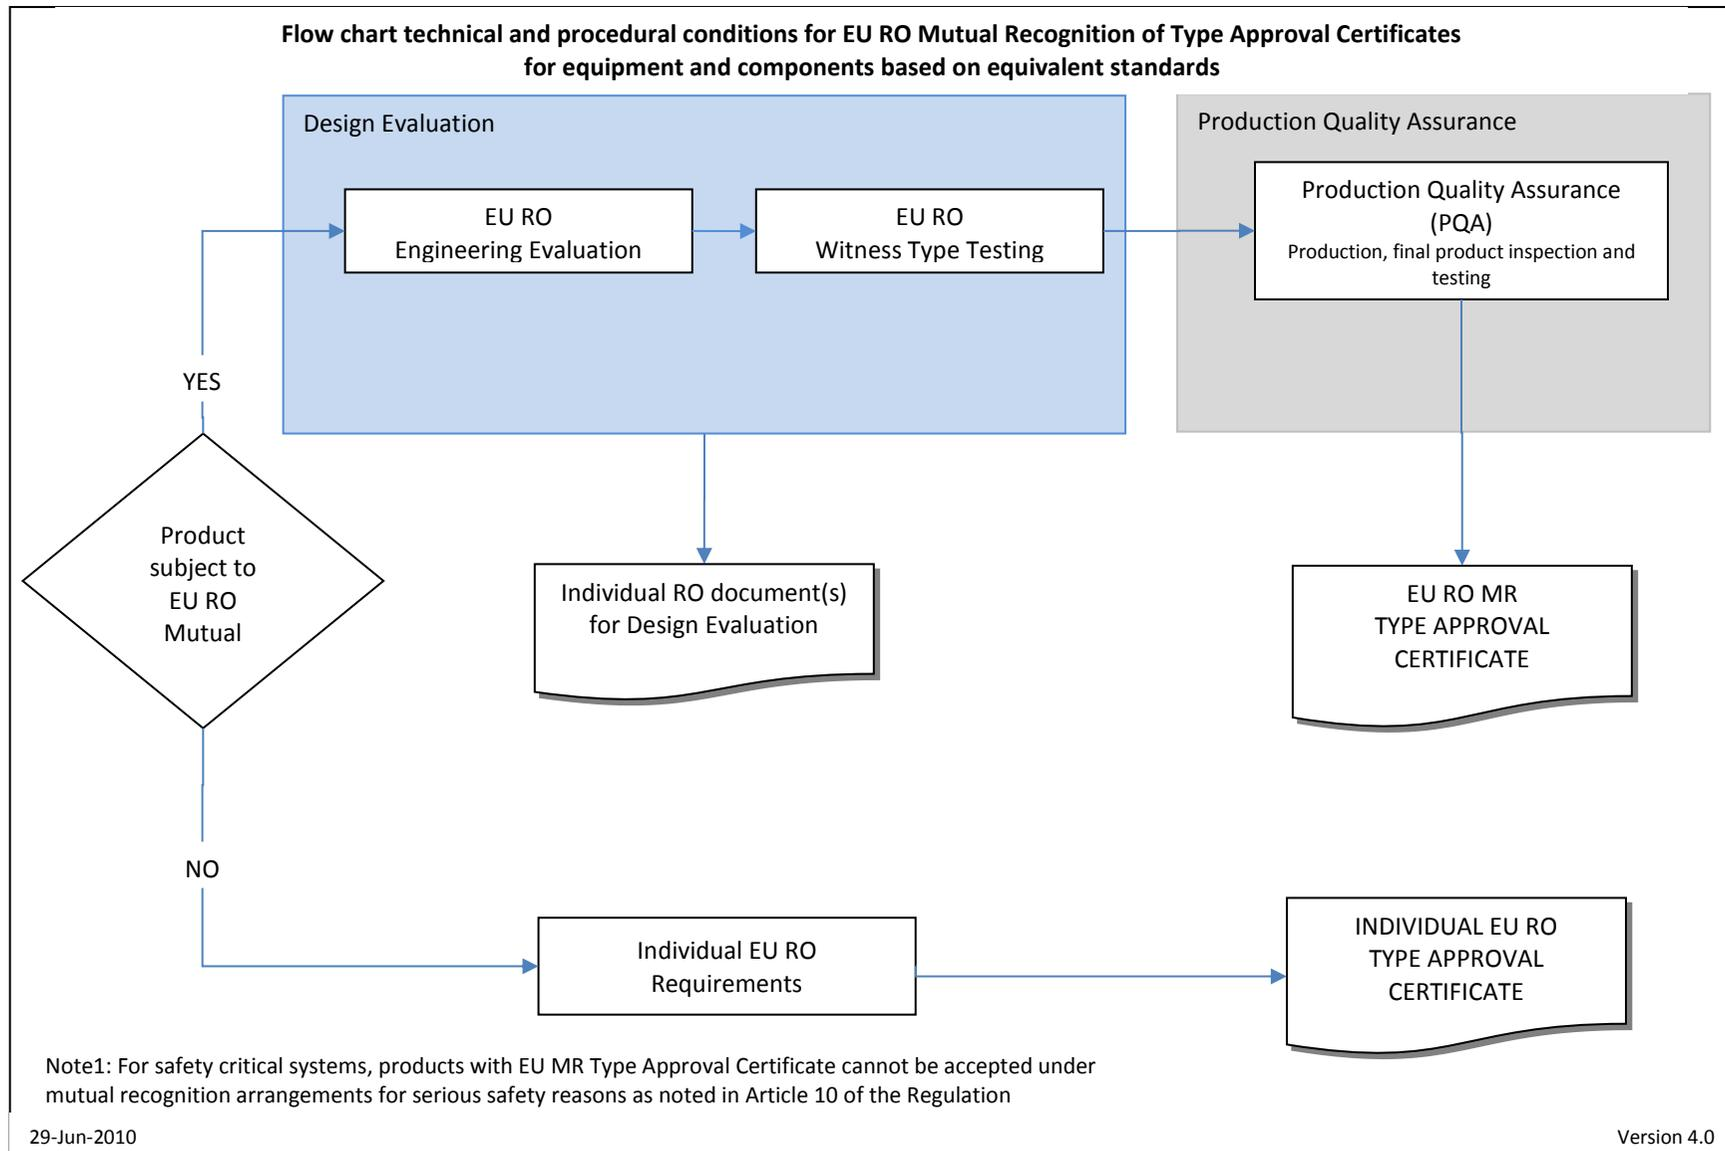 Flow chart technical and procedural conditions for EU RO Mutual Recognition of Type Approval Certificates
for equipment and components based on equivalent standards
Design Evaluation
Production Quality Assurance
EU RO
Engineering Evaluation
EU RO
Witness Type Testing
Production Quality Assurance
(PQA)
Production, final product inspection and
testing
YES
Product
subject to
EU RO
Mutual
Individual RO document(s)
for Design Evaluation
EU RO MR
TYPE APPROVAL
CERTIFICATE
NO
Individual EU RO
Requirements
INDIVIDUAL EU RO
TYPE APPROVAL
CERTIFICATE
Note1: For safety critical systems, products with EU MR Type Approval Certificate cannot be accepted under
mutual recognition arrangements for serious safety reasons as noted in Article 10 of the Regulation
29-Jun-2010
Version 4.0